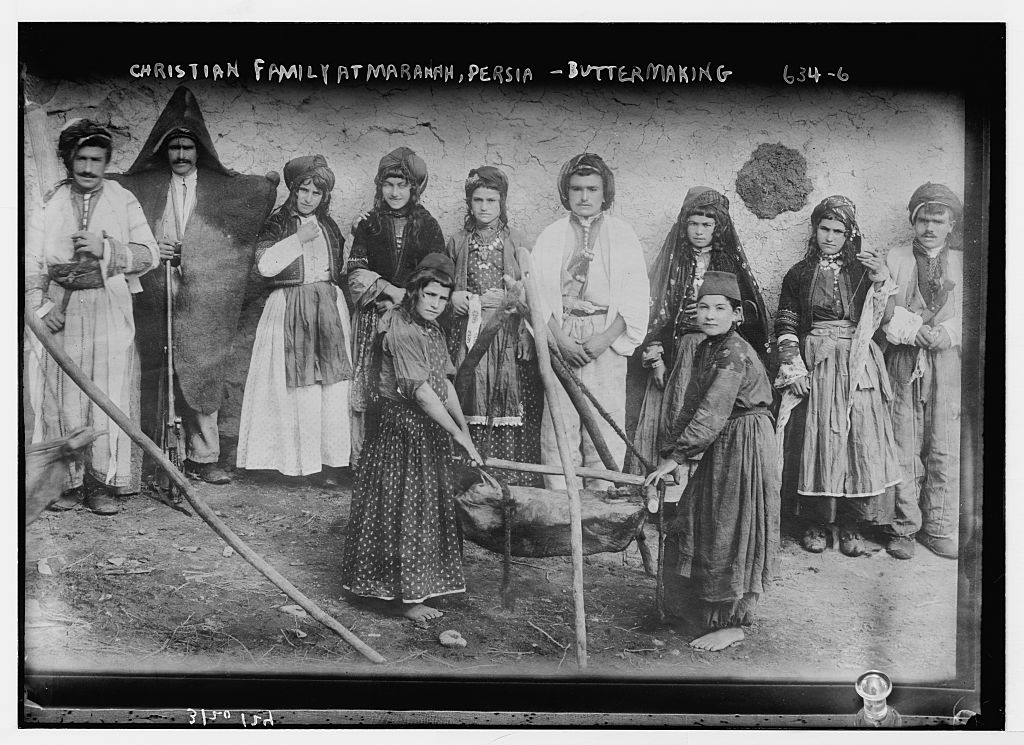 CHRISTIAN FAMILY AT MARANAH, PERSIA - BUTTERMAKING 634-6